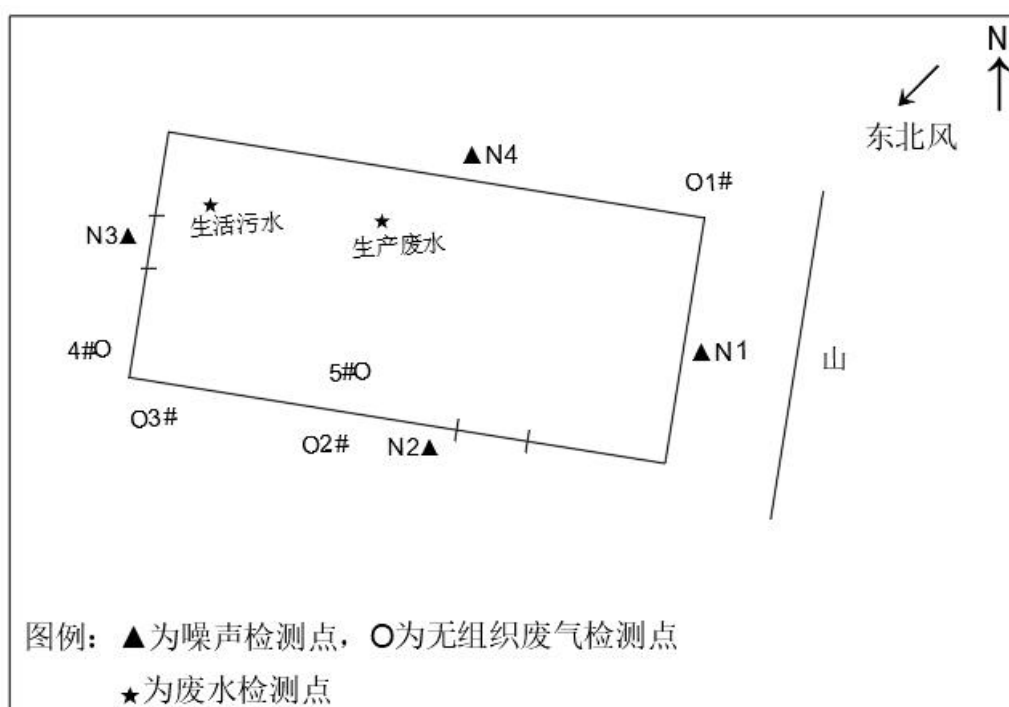 N
东北风
▲N4
O1#
生活污水
生产废水
N3▲
4#O
5#O
▲N1
山
O3#
O2#
N2▲
图例：▲为噪声检测点，O为无组织废气检测点
★为废水检测点